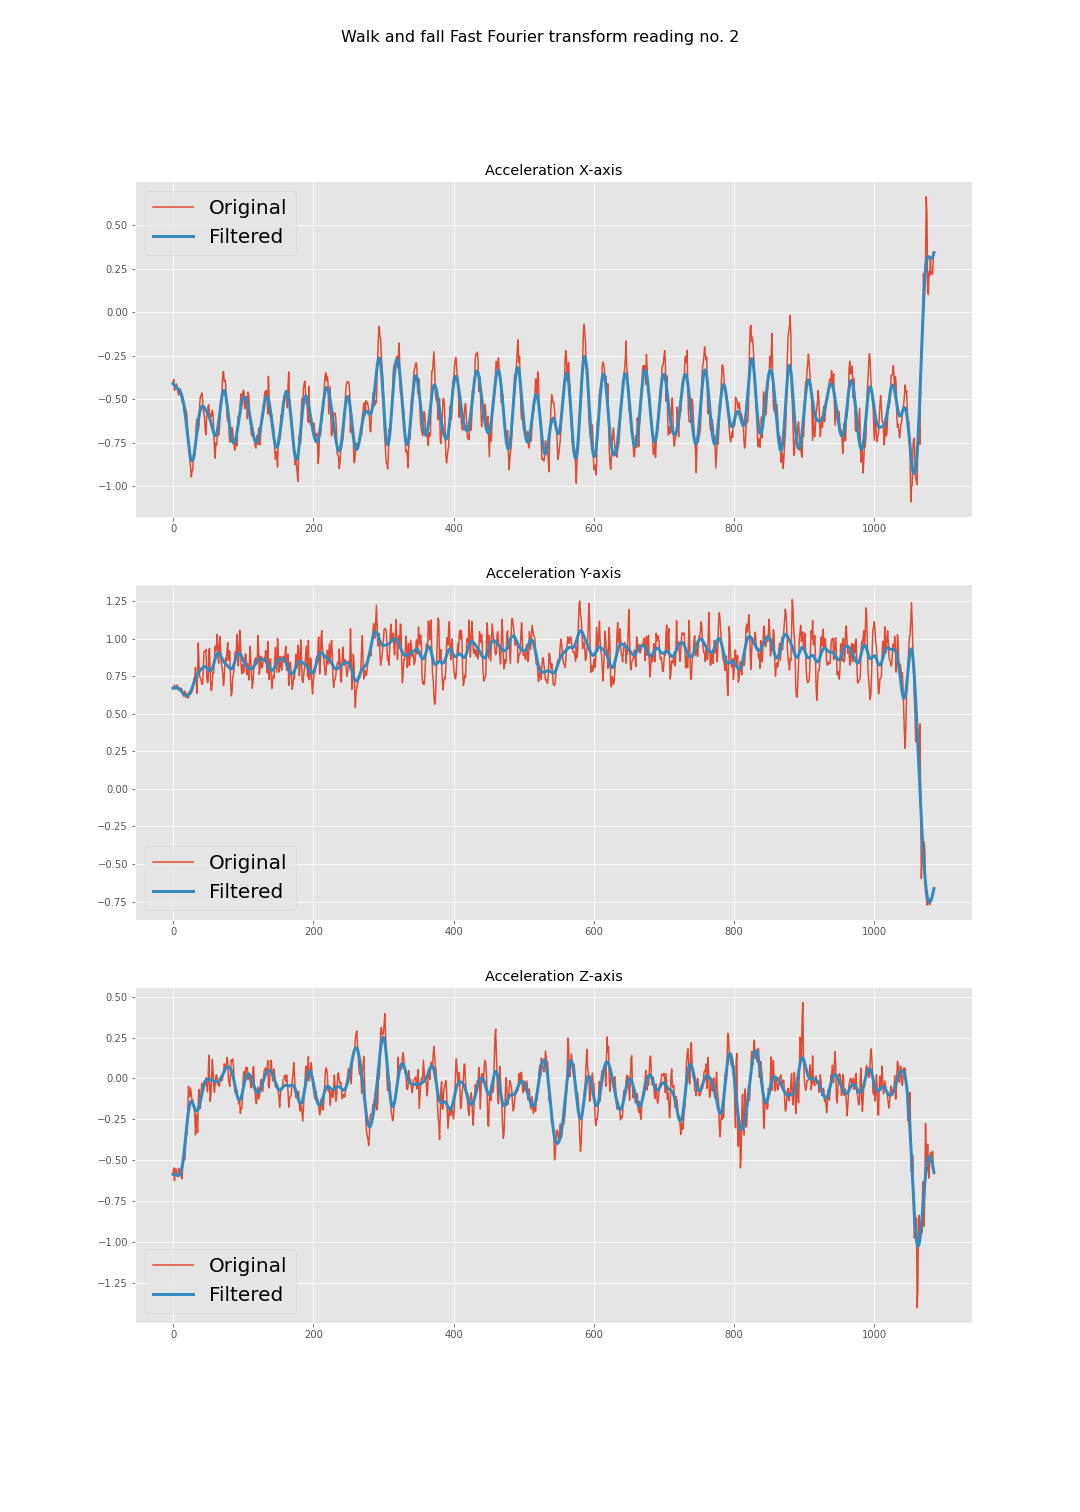 Walk and fall Fast Fourier transform reading no. 2
Acceleration X-axis
Original
Filtered
0.50
0.25
0.00
−0.25
−0.50
−0.75
−1.00
0 200 400 600 800 1000
Acceleration Y-axis
1.25
1.00
0.75
0.50
0.25
0.00
−0.25
−0.50
−0.75
Original
Filtered
0 200 400 600 800 1000
Acceleration Z-axis
0.50
0.25
0.00
−0.25
−0.50
−0.75
−1.00
−1.25
Original
Filtered
0 200 400 600 800 1000